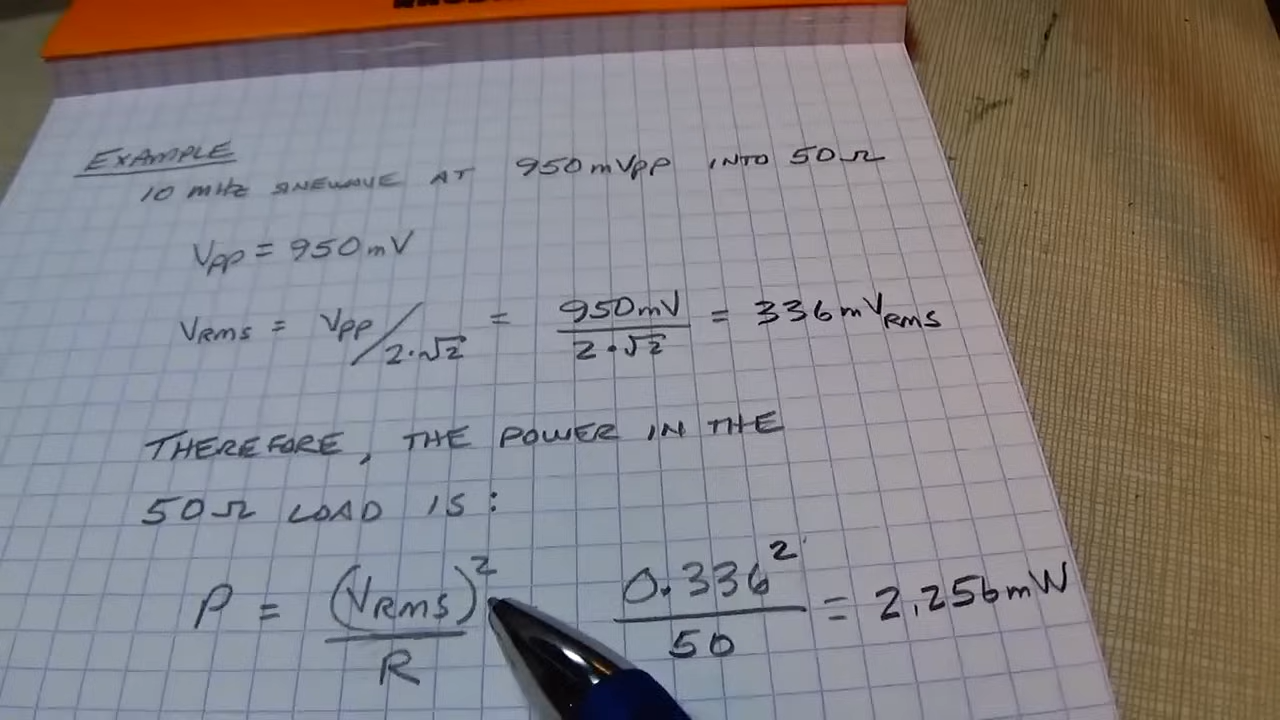 EXAMPLE
10 MHz SINEWAVE AT 950mVPP INTO 50Ω
VPP = 950mV
VRMS = VPP/2·√2 = 950mV/2·√2 = 336mVRMS
THEREFORE, THE POWER IN THE
50Ω LOAD IS:
P = (VRMS)²/R 0.336²/50 = 2.256mW